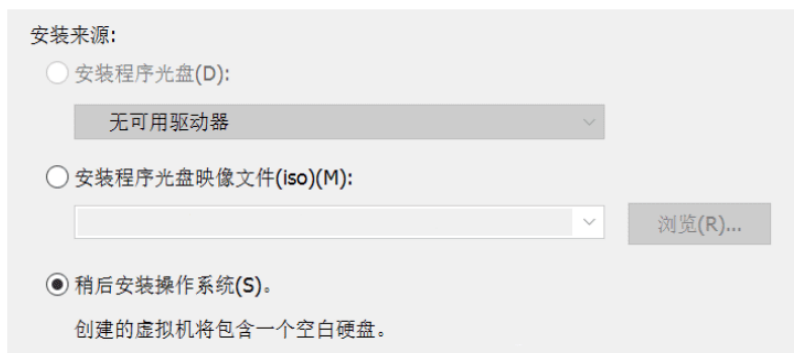 安装来源:
安装程序光盘(D):
无可用驱动器
安装程序光盘映像文件(iso)(M):
浏览(R)...
稍后安装操作系统(S)。
创建的虚拟机将包含一个空白硬盘。